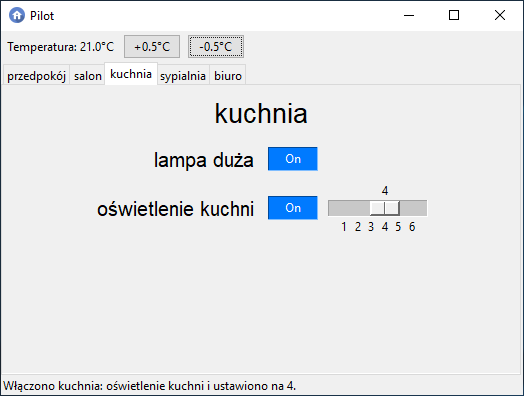 Pilot
Temperatura: 21.0°C +0.5°C -0.5°C
przedpokój salon kuchnia sypialnia biuro
kuchnia
lampa duża On
4
oświetlenie kuchni On
1 2 3 4 5 6
Włączono kuchnia: oświetlenie kuchni i ustawiono na 4.